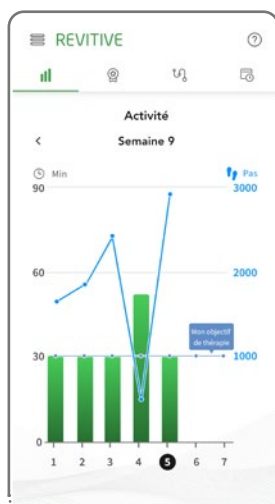 REVITIVE
Activité
Semaine 9
Min
Pas
90
3000
60
2000
Mon objectif
de thérapie
30
1000
0
1 2 3 4 5 6 7